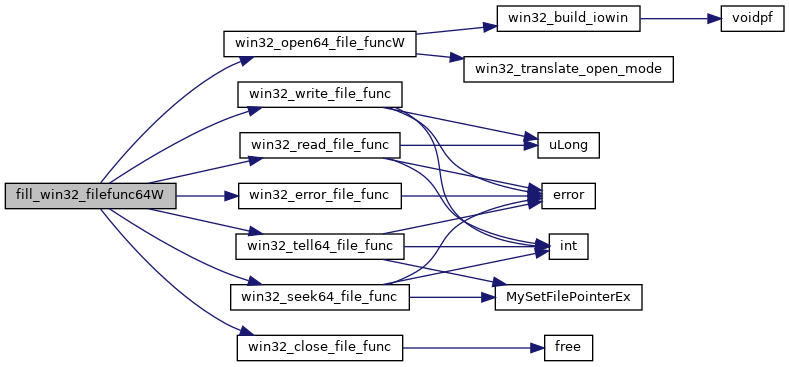 fill_win32_filefunc64W
win32_open64_file_funcW
win32_write_file_func
win32_read_file_func
win32_error_file_func
win32_tell64_file_func
win32_seek64_file_func
win32_close_file_func
win32_build_iowin
win32_translate_open_mode
uLong
error
int
MySetFilePointerEx
free
voidpf